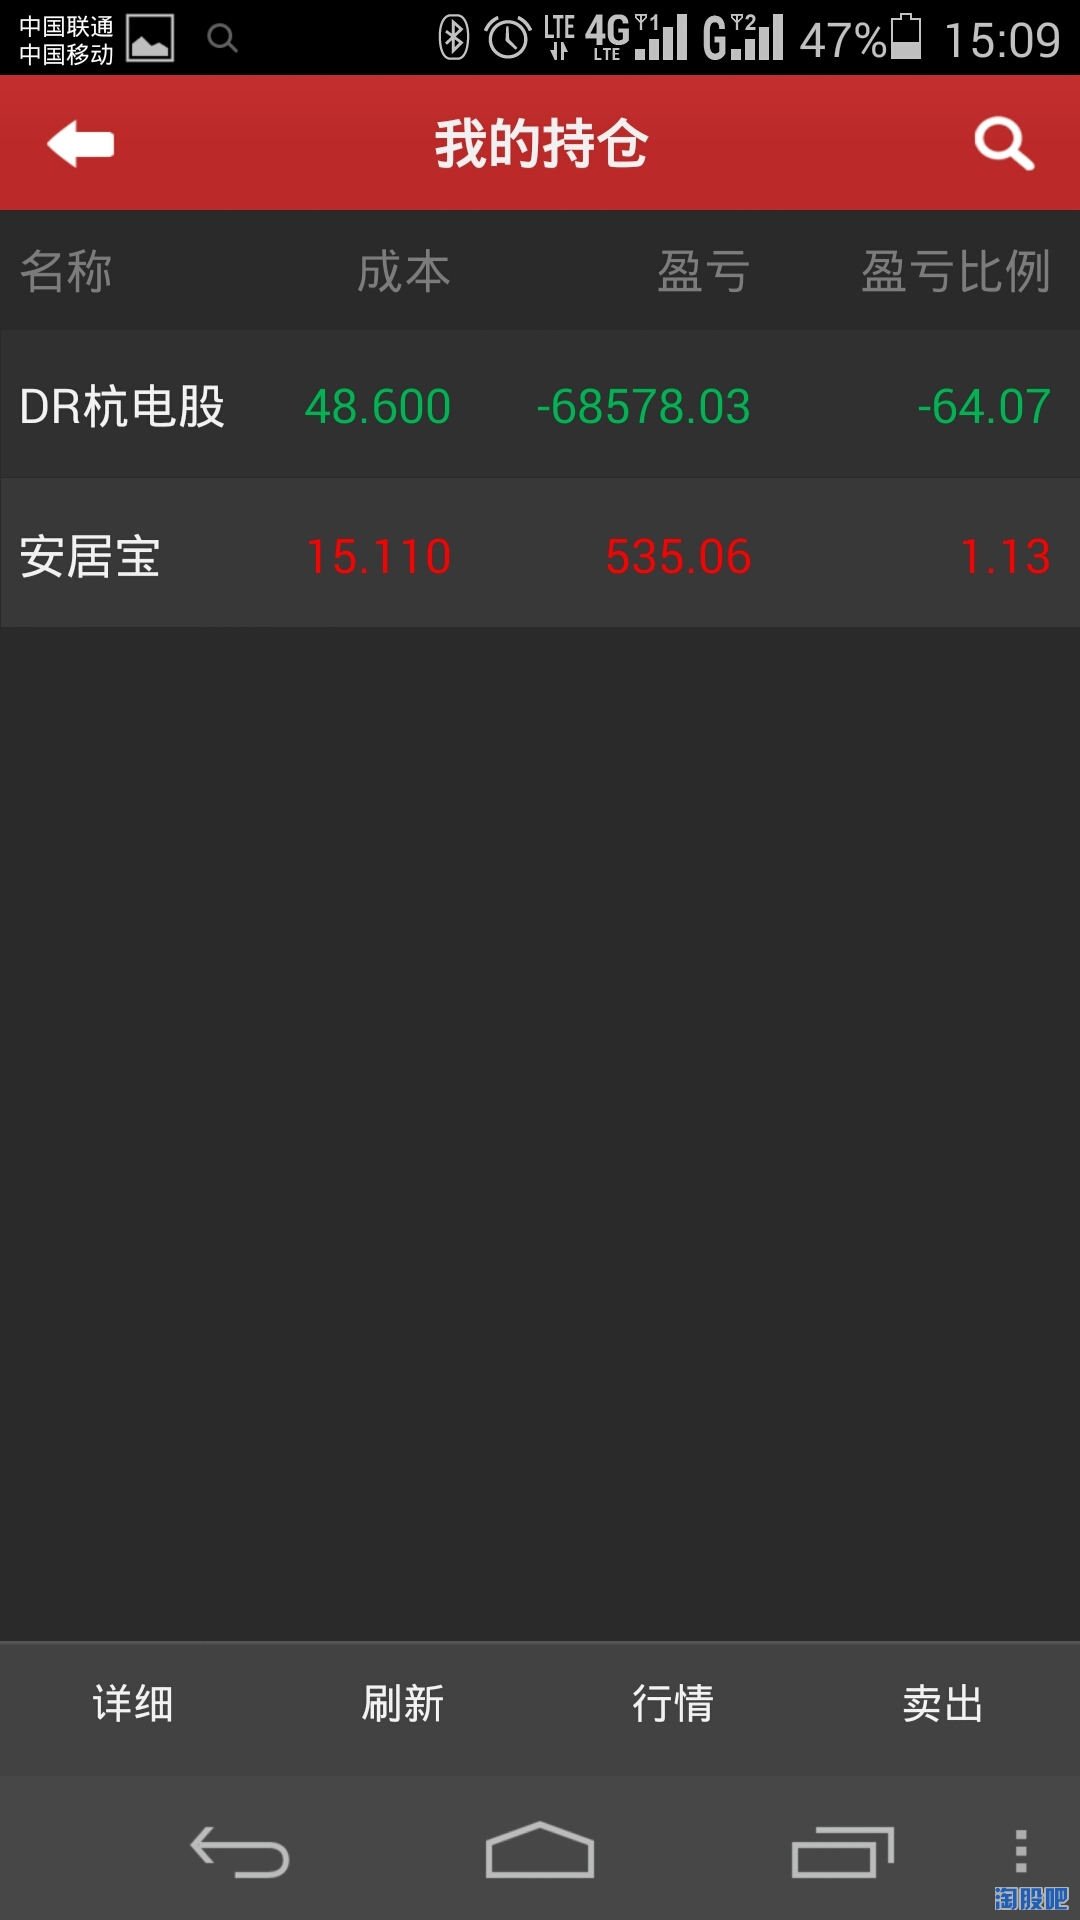 中国联通
中国移动
LTE 4G LTE 1 G 2 47% 15:09
我的持仓
名称 成本 盈亏 盈亏比例
DR杭电股 48.600 -68578.03 -64.07
安居宝 15.110 535.06 1.13
详细 刷新 行情 卖出
淘股吧